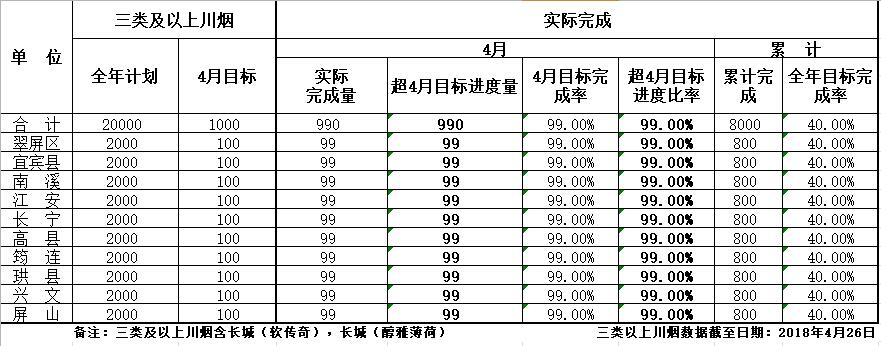 三类及以上川烟 实际完成
单 位 4月 累 计
全年计划 4月目标 实际完成量 超4月目标进度量 4月目标完成率 超4月目标进度比率 累计完成 全年目标完成率
合 计 20000 1000 990 990 99.00% 99.00% 8000 40.00%
翠屏区 2000 100 99 99 99.00% 99.00% 800 40.00%
宜宾县 2000 100 99 99 99.00% 99.00% 800 40.00%
南 溪 2000 100 99 99 99.00% 99.00% 800 40.00%
江 安 2000 100 99 99 99.00% 99.00% 800 40.00%
长 宁 2000 100 99 99 99.00% 99.00% 800 40.00%
高 县 2000 100 99 99 99.00% 99.00% 800 40.00%
筠 连 2000 100 99 99 99.00% 99.00% 800 40.00%
珙 县 2000 100 99 99 99.00% 99.00% 800 40.00%
兴 文 2000 100 99 99 99.00% 99.00% 800 40.00%
屏 山 2000 100 99 99 99.00% 99.00% 800 40.00%
备注：三类及以上川烟含长城（软传奇），长城（醇雅薄荷） 三类以上川烟数据截至日期：2018年4月26日